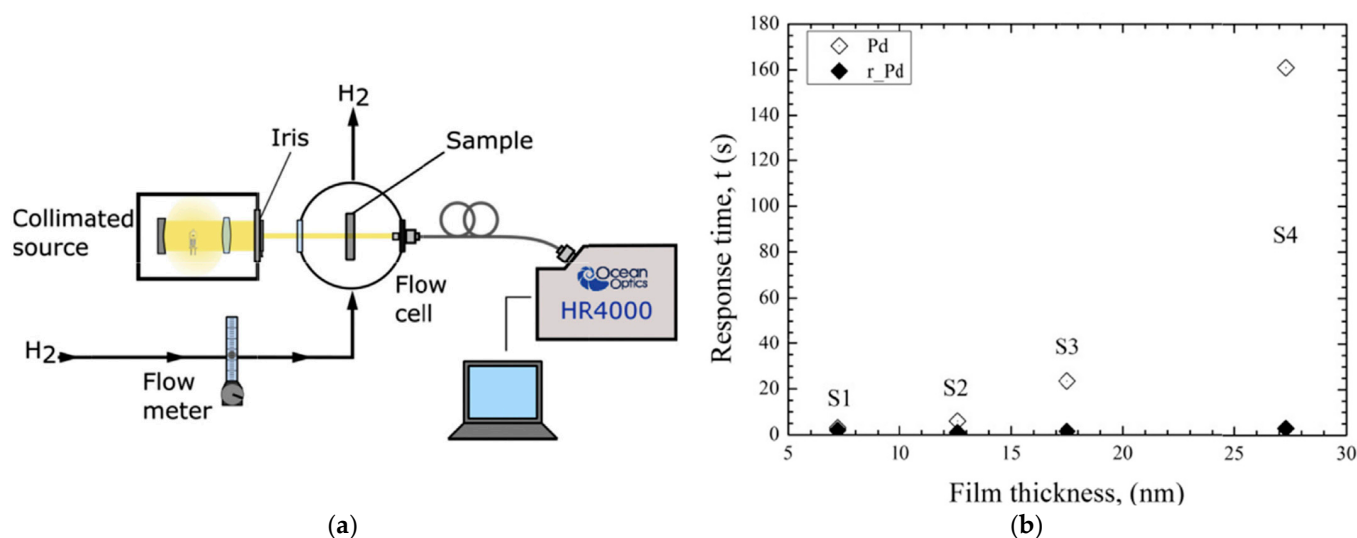 H2
Iris
Sample
Collimated
source
Flow
cell
Ocean
Optics
HR4000
H2
Flow
meter
(a)
180
160
140
120
100
80
60
40
20
0
Response time, t (s)
Pd
r_Pd
S1
S2
S3
S4
5
10
15
20
25
30
Film thickness, (nm)
(b)